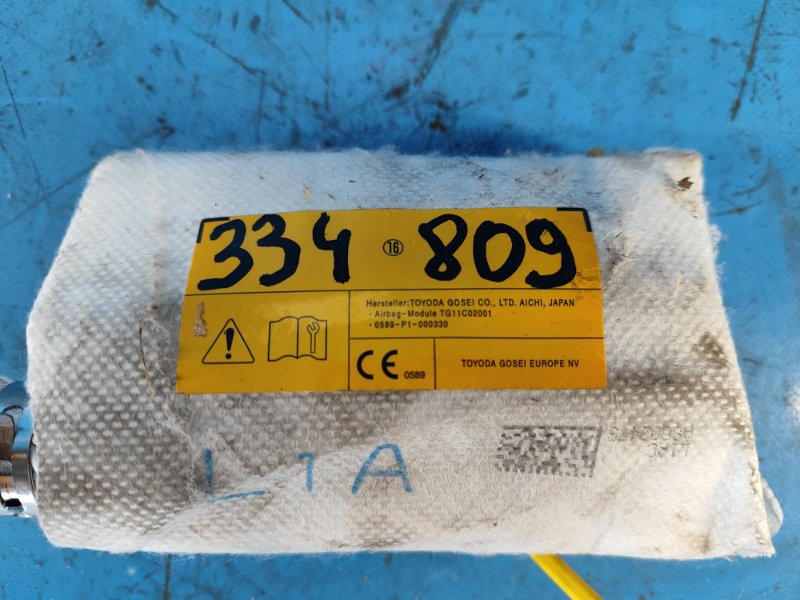 334 ⑯ 809
Hersteller:TOYODA GOSEI CO., LTD. AICHI, JAPAN
· Airbag-Module TG11C02001
· 0589-P1-000330
CE 0589
TOYODA GOSEI EUROPE NV
L1A